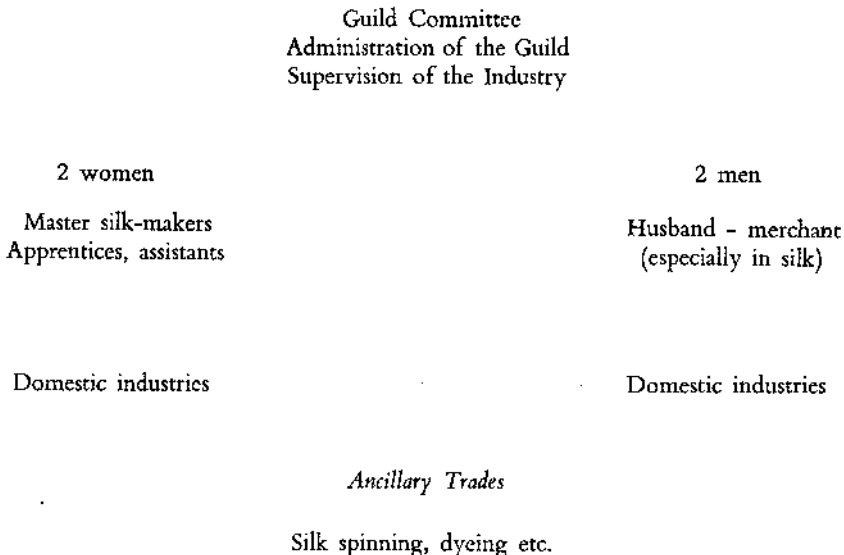 Guild Committee
Administration of the Guild
Supervision of the Industry
2 women
2 men
Master silk-makers
Apprentices, assistants
Husband - merchant
(especially in silk)
Domestic industries
Domestic industries
Ancillary Trades
Silk spinning, dyeing etc.